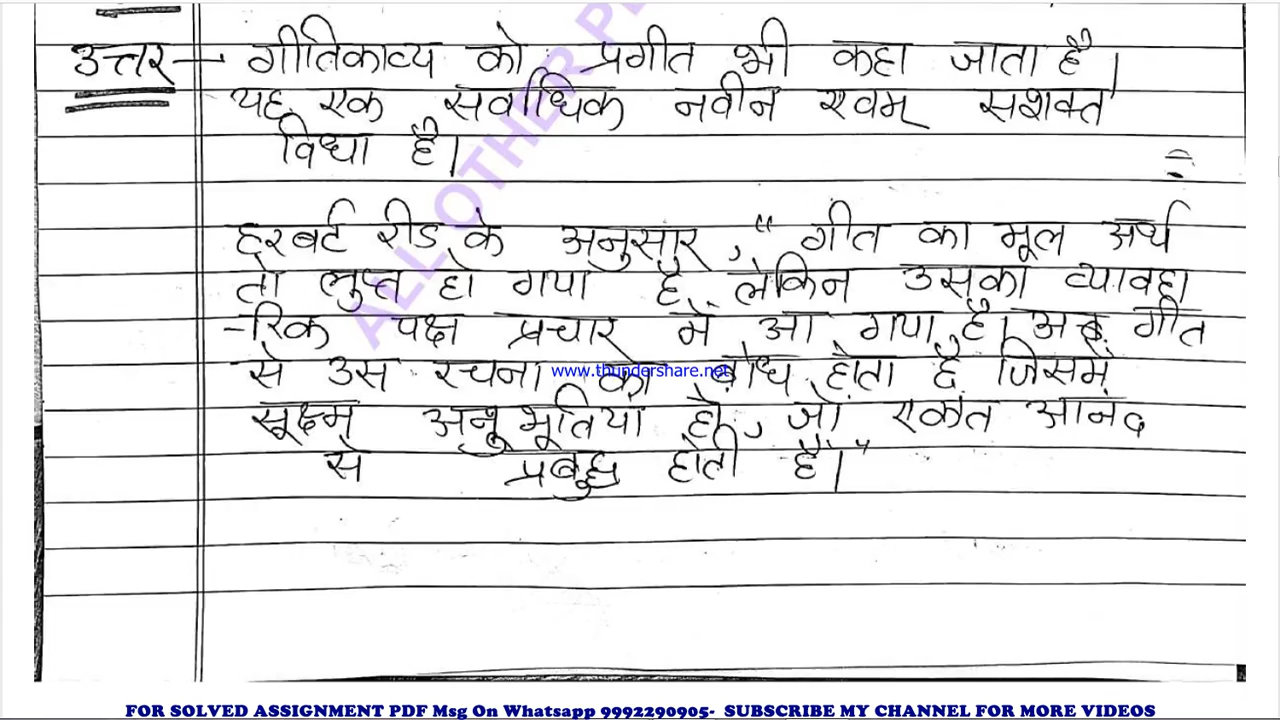 उत्तर → गीतिकाव्य को प्रगीत भी कहा जाता है।
यह एक सर्वाधिक नवीन एवम् सशक्त
विधा है।
हरबर्ट रीड के अनुसार, "गीत का मूल अर्थ
तो लुप्त हो गया है, लेकिन उसका व्यावहा
-रिक पक्ष प्रचार में आ गया है। अब गीत
से उस रचना का बोध होता है जिसमें
www.thundershare.net
सूक्ष्म अनुभूतियां हो, जो एकंत आनंद
से प्रबुद्ध होती हैं।"
FOR SOLVED ASSIGNMENT PDF Msg On Whatsapp 9992290905- SUBSCRIBE MY CHANNEL FOR MORE VIDEOS